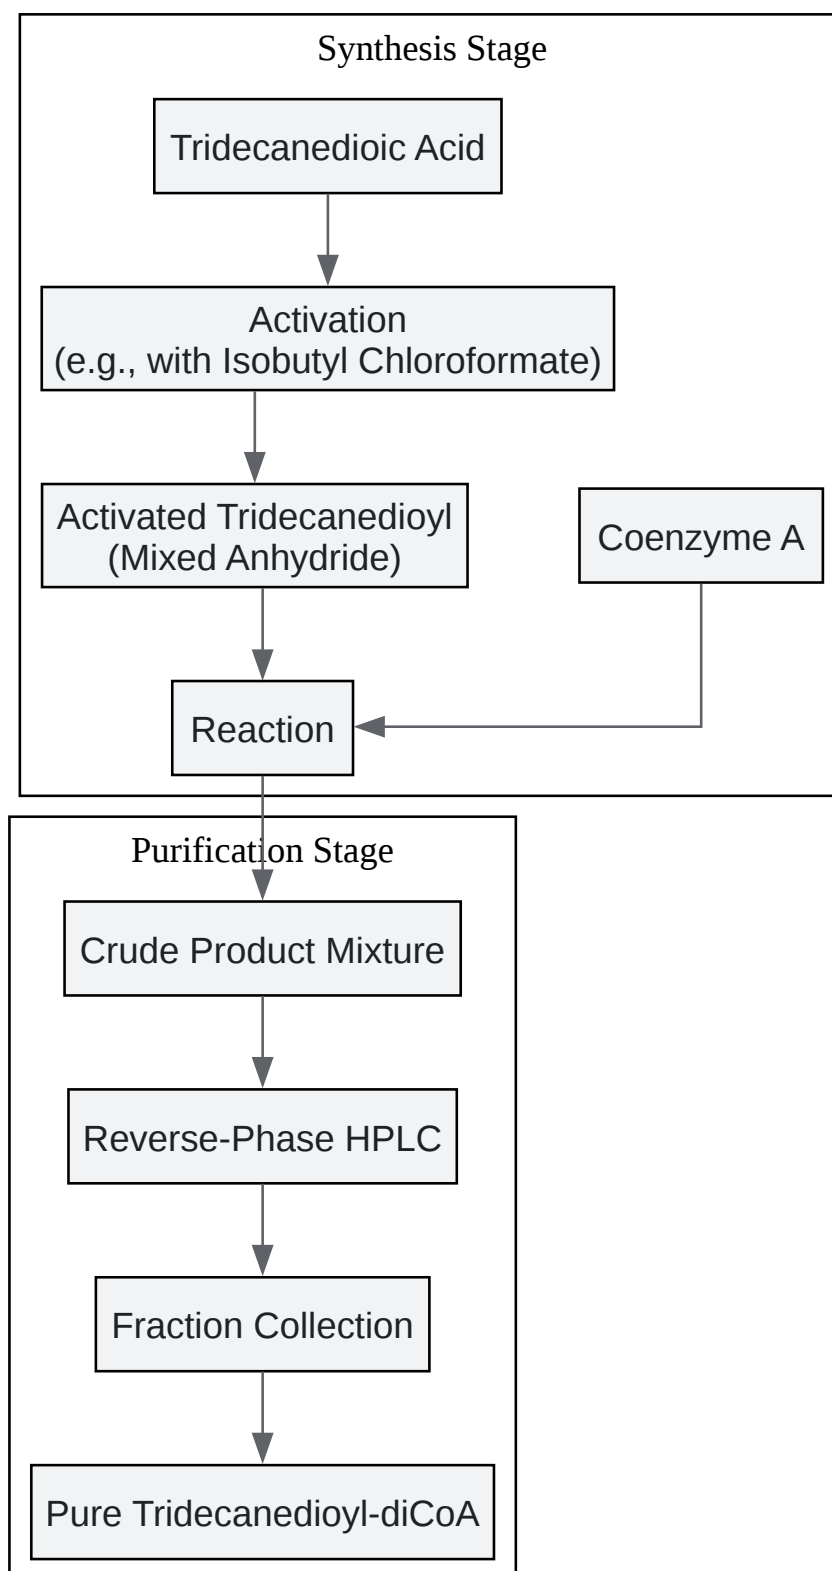 Synthesis Stage
Tridecanedioic Acid
Activation
(e.g., with Isobutyl Chloroformate)
Activated Tridecanedioyl
(Mixed Anhydride)
Coenzyme A
Reaction
Purification Stage
Crude Product Mixture
Reverse-Phase HPLC
Fraction Collection
Pure Tridecanedioyl-diCoA